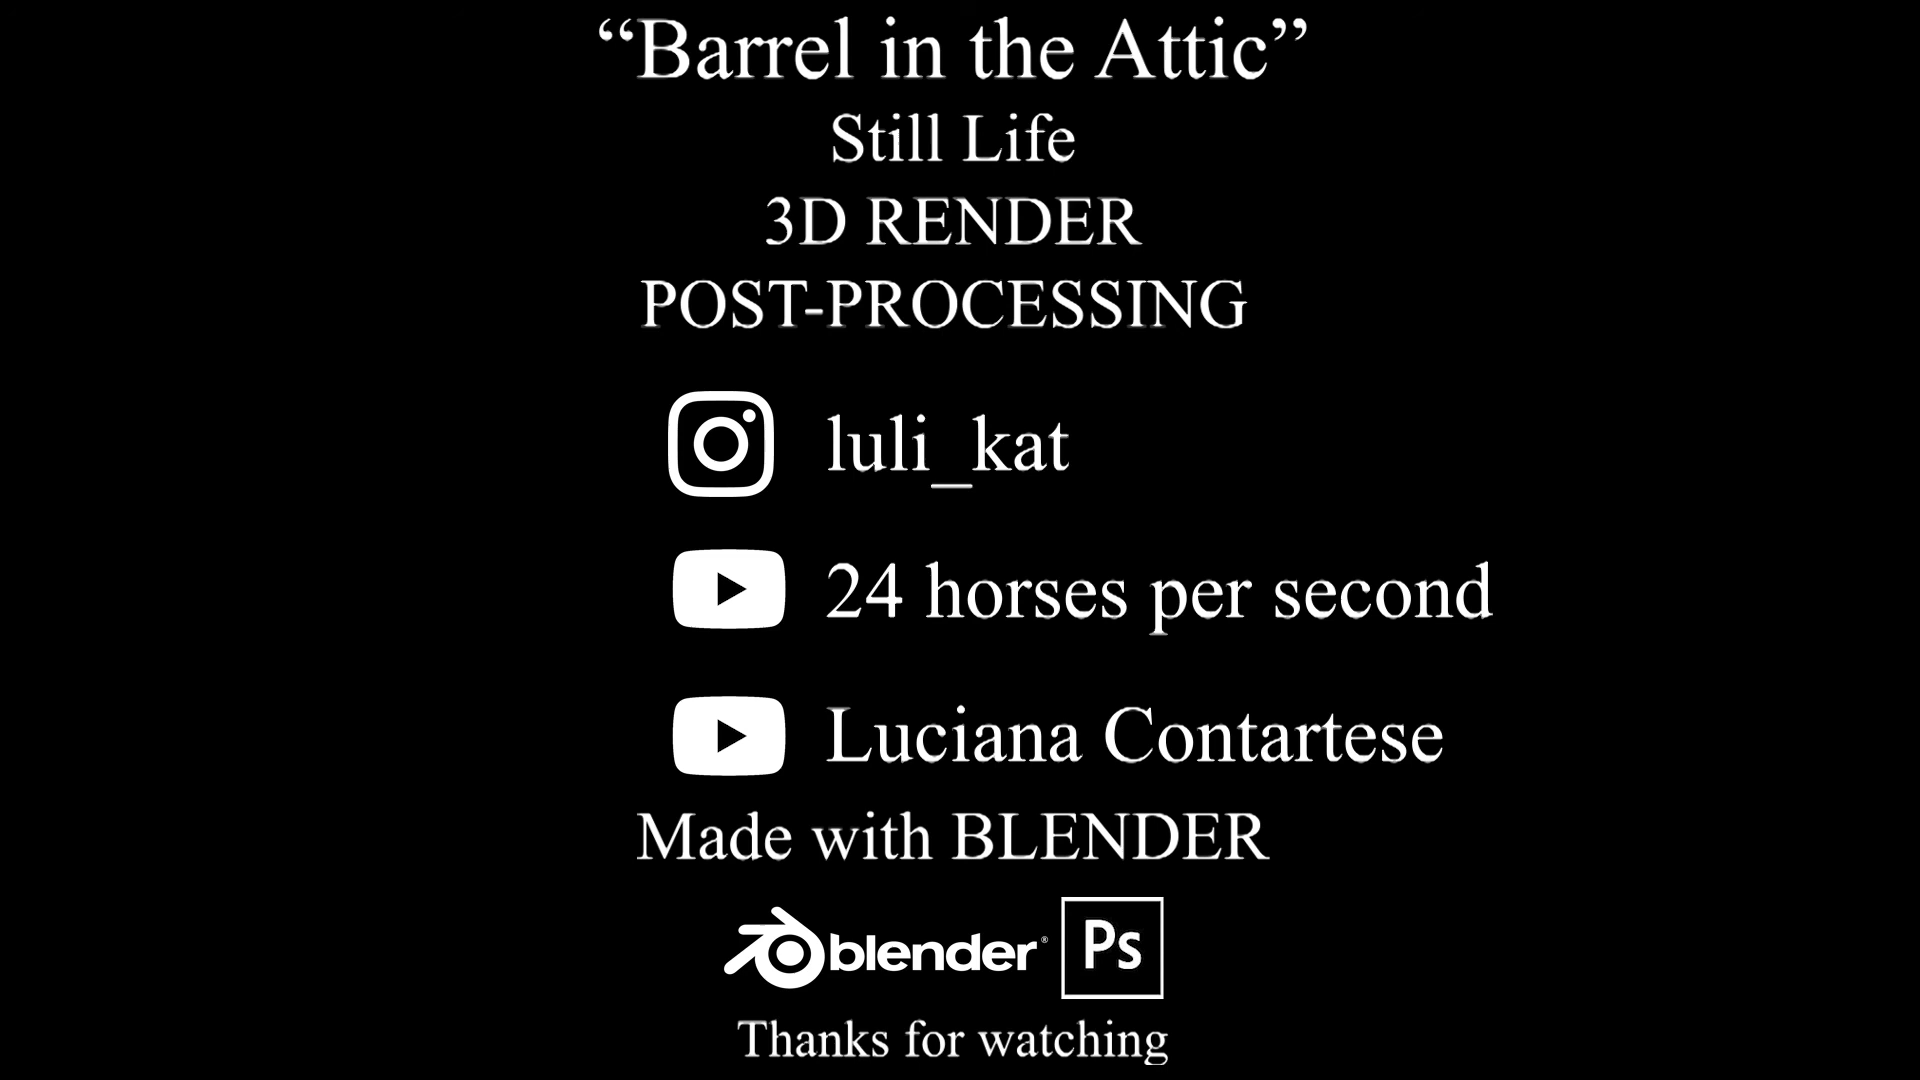 “Barrel in the Attic”
Still Life
3D RENDER
POST-PROCESSING
luli_kat
24 horses per second
Luciana Contartese
Made with BLENDER
blender® Ps
Thanks for watching